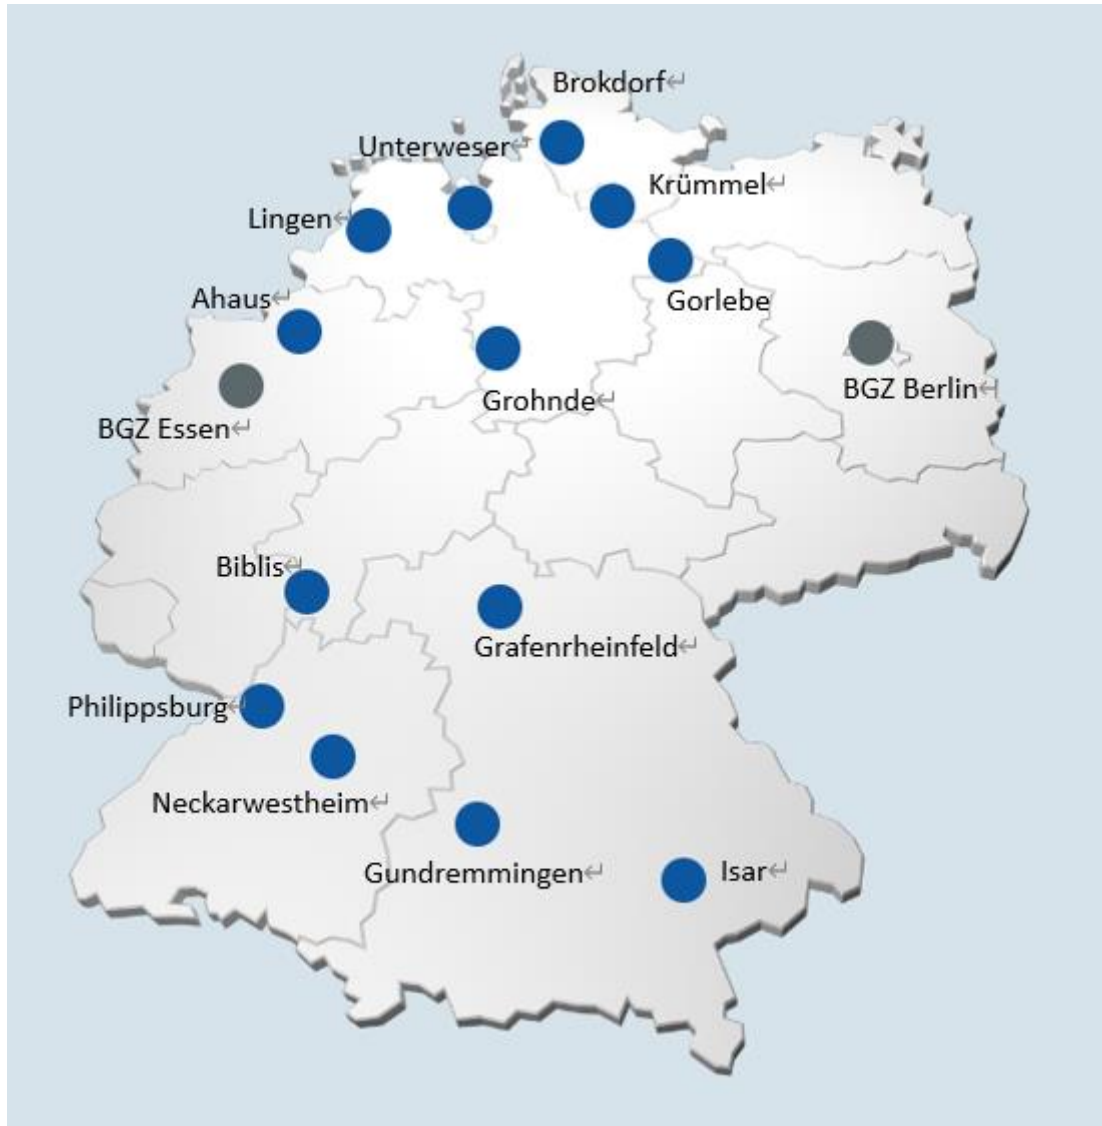 Brokdorf↵
Unterweser↵
Krümmel↵
Lingen↵
Ahaus↵
Gorlebe
BGZ Berlin↵
Grohnde↵
BGZ Essen↵
Biblis↵
Grafenrheinfeld↵
Philippsburg↵
Neckarwestheim↵
Gundremmingen↵
Isar↵